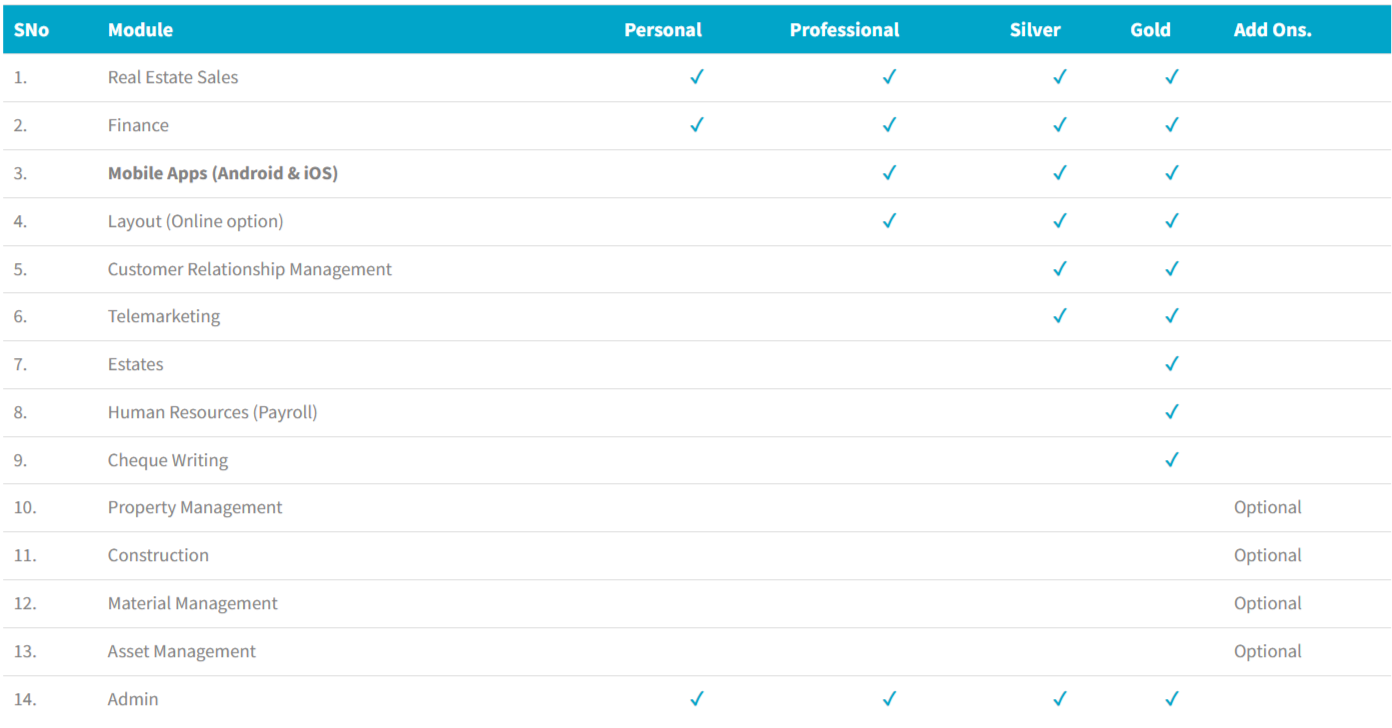 SNo Module Personal Professional Silver Gold Add Ons.
1. Real Estate Sales ✓ ✓ ✓ ✓
2. Finance ✓ ✓ ✓ ✓
3. Mobile Apps (Android & iOS) ✓ ✓ ✓
4. Layout (Online option) ✓ ✓ ✓
5. Customer Relationship Management ✓ ✓
6. Telemarketing ✓ ✓
7. Estates ✓
8. Human Resources (Payroll) ✓
9. Cheque Writing ✓
10. Property Management Optional
11. Construction Optional
12. Material Management Optional
13. Asset Management Optional
14. Admin ✓ ✓ ✓ ✓